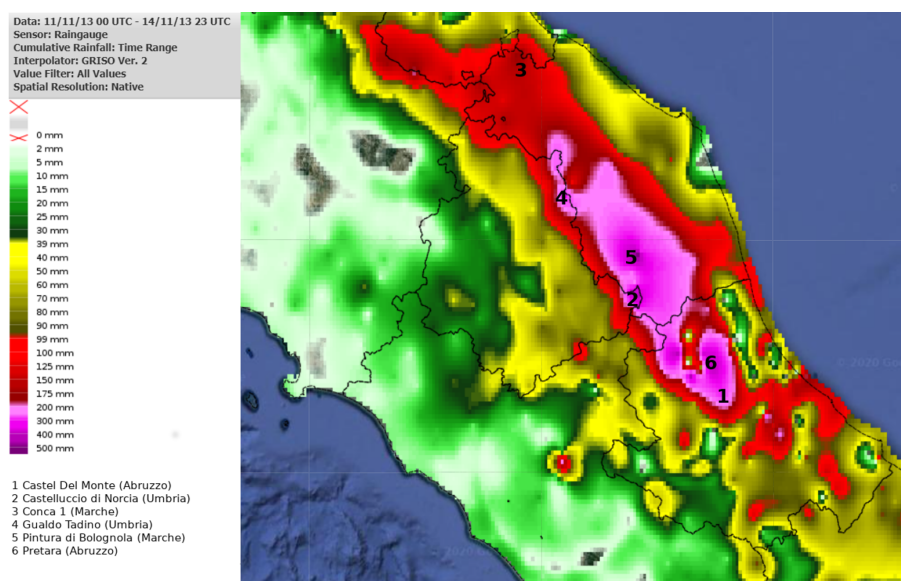 Data: 11/11/13 00 UTC - 14/11/13 23 UTC
Sensor: Raingauge
Cumulative Rainfall: Time Range
Interpolator: GRISO Ver. 2
Value Filter: All Values
Spatial Resolution: Native
0 mm
2 mm
5 mm
10 mm
15 mm
20 mm
30 mm
39 mm
50 mm
60 mm
70 mm
80 mm
90 mm
99 mm
100 mm
125 mm
150 mm
175 mm
200 mm
300 mm
400 mm
500 mm
1 Castel Del Monte (Abruzzo)
2 Castelluccio di Norcia (Umbria)
3 Conca 1 (Marche)
4 Gualdo Tadino (Umbria)
5 Pintura di Bolognola (Marche)
6 Pretara (Abruzzo)
3
4
5
2
6
1
© 2020